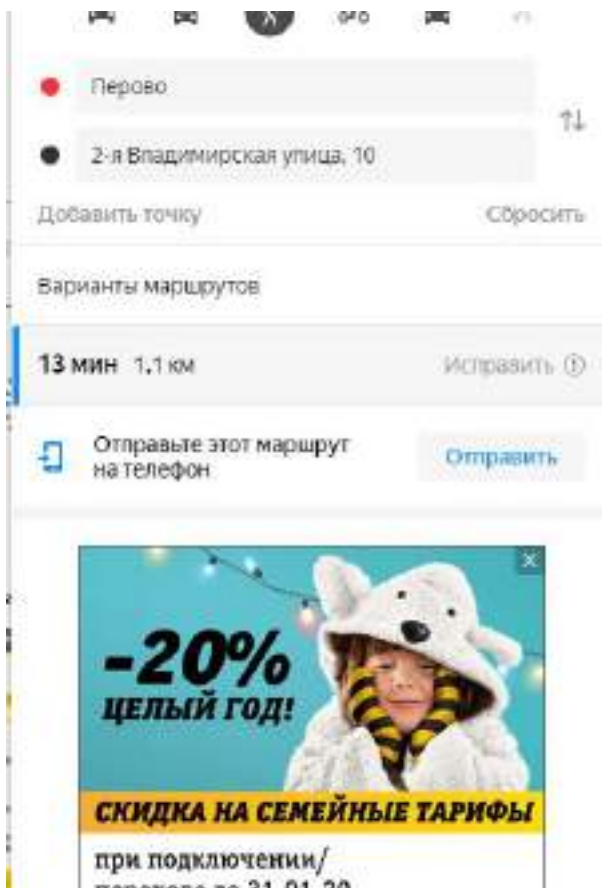 Перово
2-я Владимирская улица, 10
Добавить точку
Сбросить
Варианты маршрутов
13 мин 1.1 км
Исправить
Отправьте этот маршрут
на телефон
Отправить
-20%
ЦЕЛЫЙ ГОД!
СКИДКА НА СЕМЕЙНЫЕ ТАРИФЫ
при подключении/